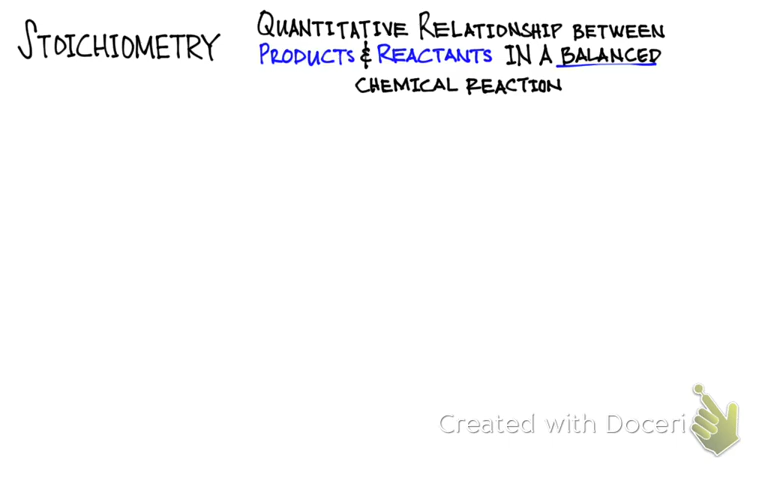 STOICHIOMETRY
QUANTITATIVE RELATIONSHIP BETWEEN
PRODUCTS & REACTANTS IN A BALANCED
CHEMICAL REACTION
Created with Doceri